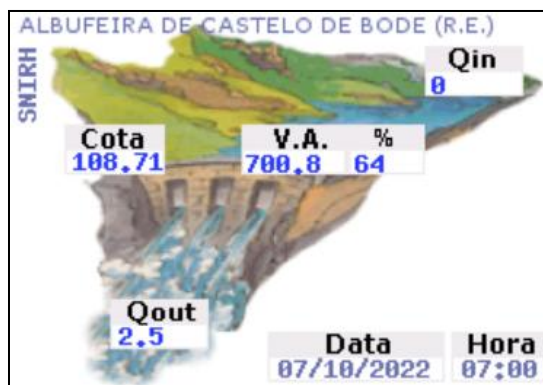 ALBUFEIRA DE CASTELO DE BODE (R.E.)
SNIRH
Qin
0
Cota
108.71
V.A. %
700.8 64
Qout
2.5
Data Hora
07/10/2022 07:00